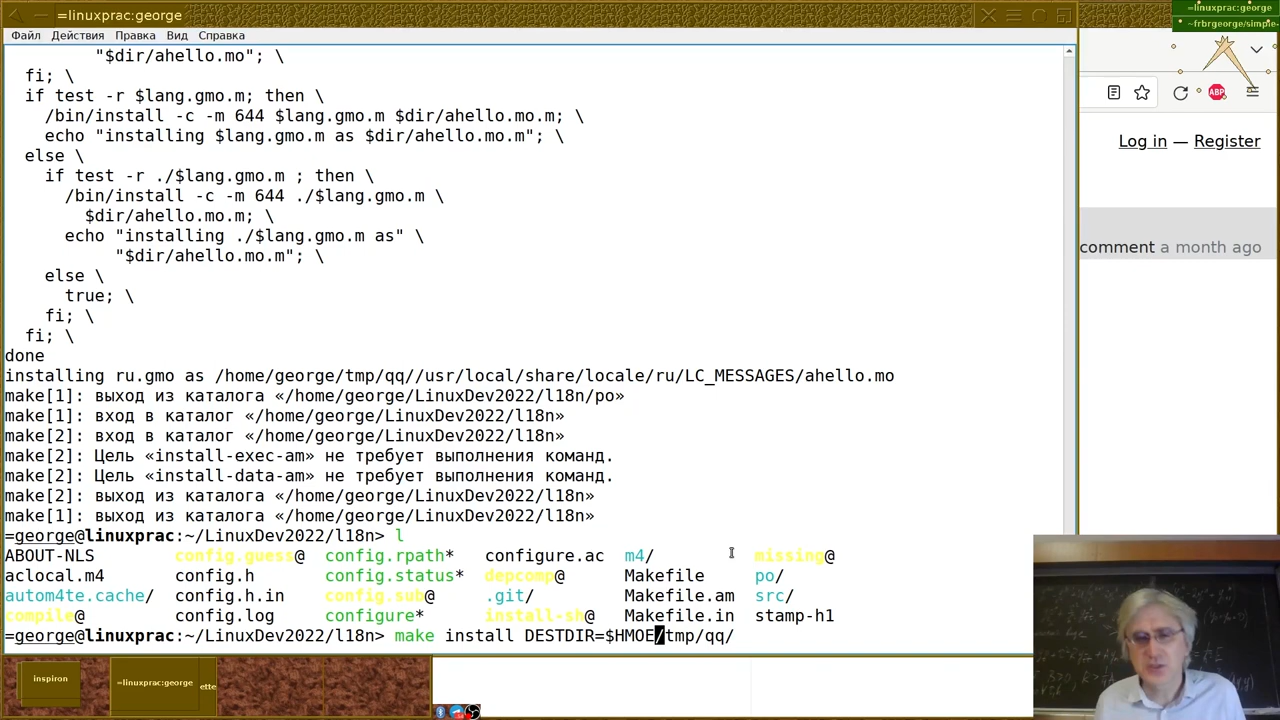 =linuxprac:george
=linuxprac:george
~frbrgeorge/simple-
Файл Действия Правка Вид Справка
ABP
Log in — Register
comment a month ago
"$dir/ahello.mo"; \
fi; \
if test -r $lang.gmo.m; then \
/bin/install -c -m 644 $lang.gmo.m $dir/ahello.mo.m; \
echo "installing $lang.gmo.m as $dir/ahello.mo.m"; \
else \
if test -r ./$lang.gmo.m ; then \
/bin/install -c -m 644 ./$lang.gmo.m \
$dir/ahello.mo.m; \
echo "installing ./$lang.gmo.m as" \
"$dir/ahello.mo.m"; \
else \
true; \
fi; \
fi; \
done
installing ru.gmo as /home/george/tmp/qq//usr/local/share/locale/ru/LC_MESSAGES/ahello.mo
make[1]: выход из каталога «/home/george/LinuxDev2022/l18n/po»
make[1]: вход в каталог «/home/george/LinuxDev2022/l18n»
make[2]: вход в каталог «/home/george/LinuxDev2022/l18n»
make[2]: Цель «install-exec-am» не требует выполнения команд.
make[2]: Цель «install-data-am» не требует выполнения команд.
make[2]: выход из каталога «/home/george/LinuxDev2022/l18n»
make[1]: выход из каталога «/home/george/LinuxDev2022/l18n»
=george@linuxprac:~/LinuxDev2022/l18n> l
ABOUT-NLS config.guess@ config.rpath* configure.ac m4/ missing@
aclocal.m4 config.h config.status* depcomp@ Makefile po/
autom4te.cache/ config.h.in config.sub@ .git/ Makefile.am src/
compile@ config.log configure* install-sh@ Makefile.in stamp-h1
=george@linuxprac:~/LinuxDev2022/l18n> make install DESTDIR=$HMOE/tmp/qq/
inspiron
=linuxprac:george
ette